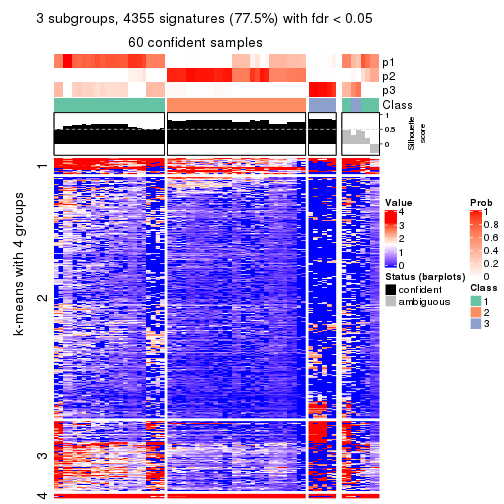 3 subgroups, 4355 signatures (77.5%) with fdr < 0.05
60 confident samples
p1
p2
p3
Class
1
0.5
0
Silhouette
score
k-means with 4 groups
1
2
3
4
Value
4
3
2
1
0
Status (barplots)
confident
ambiguous
Prob
1
0.8
0.6
0.4
0.2
0
Class
1
2
3